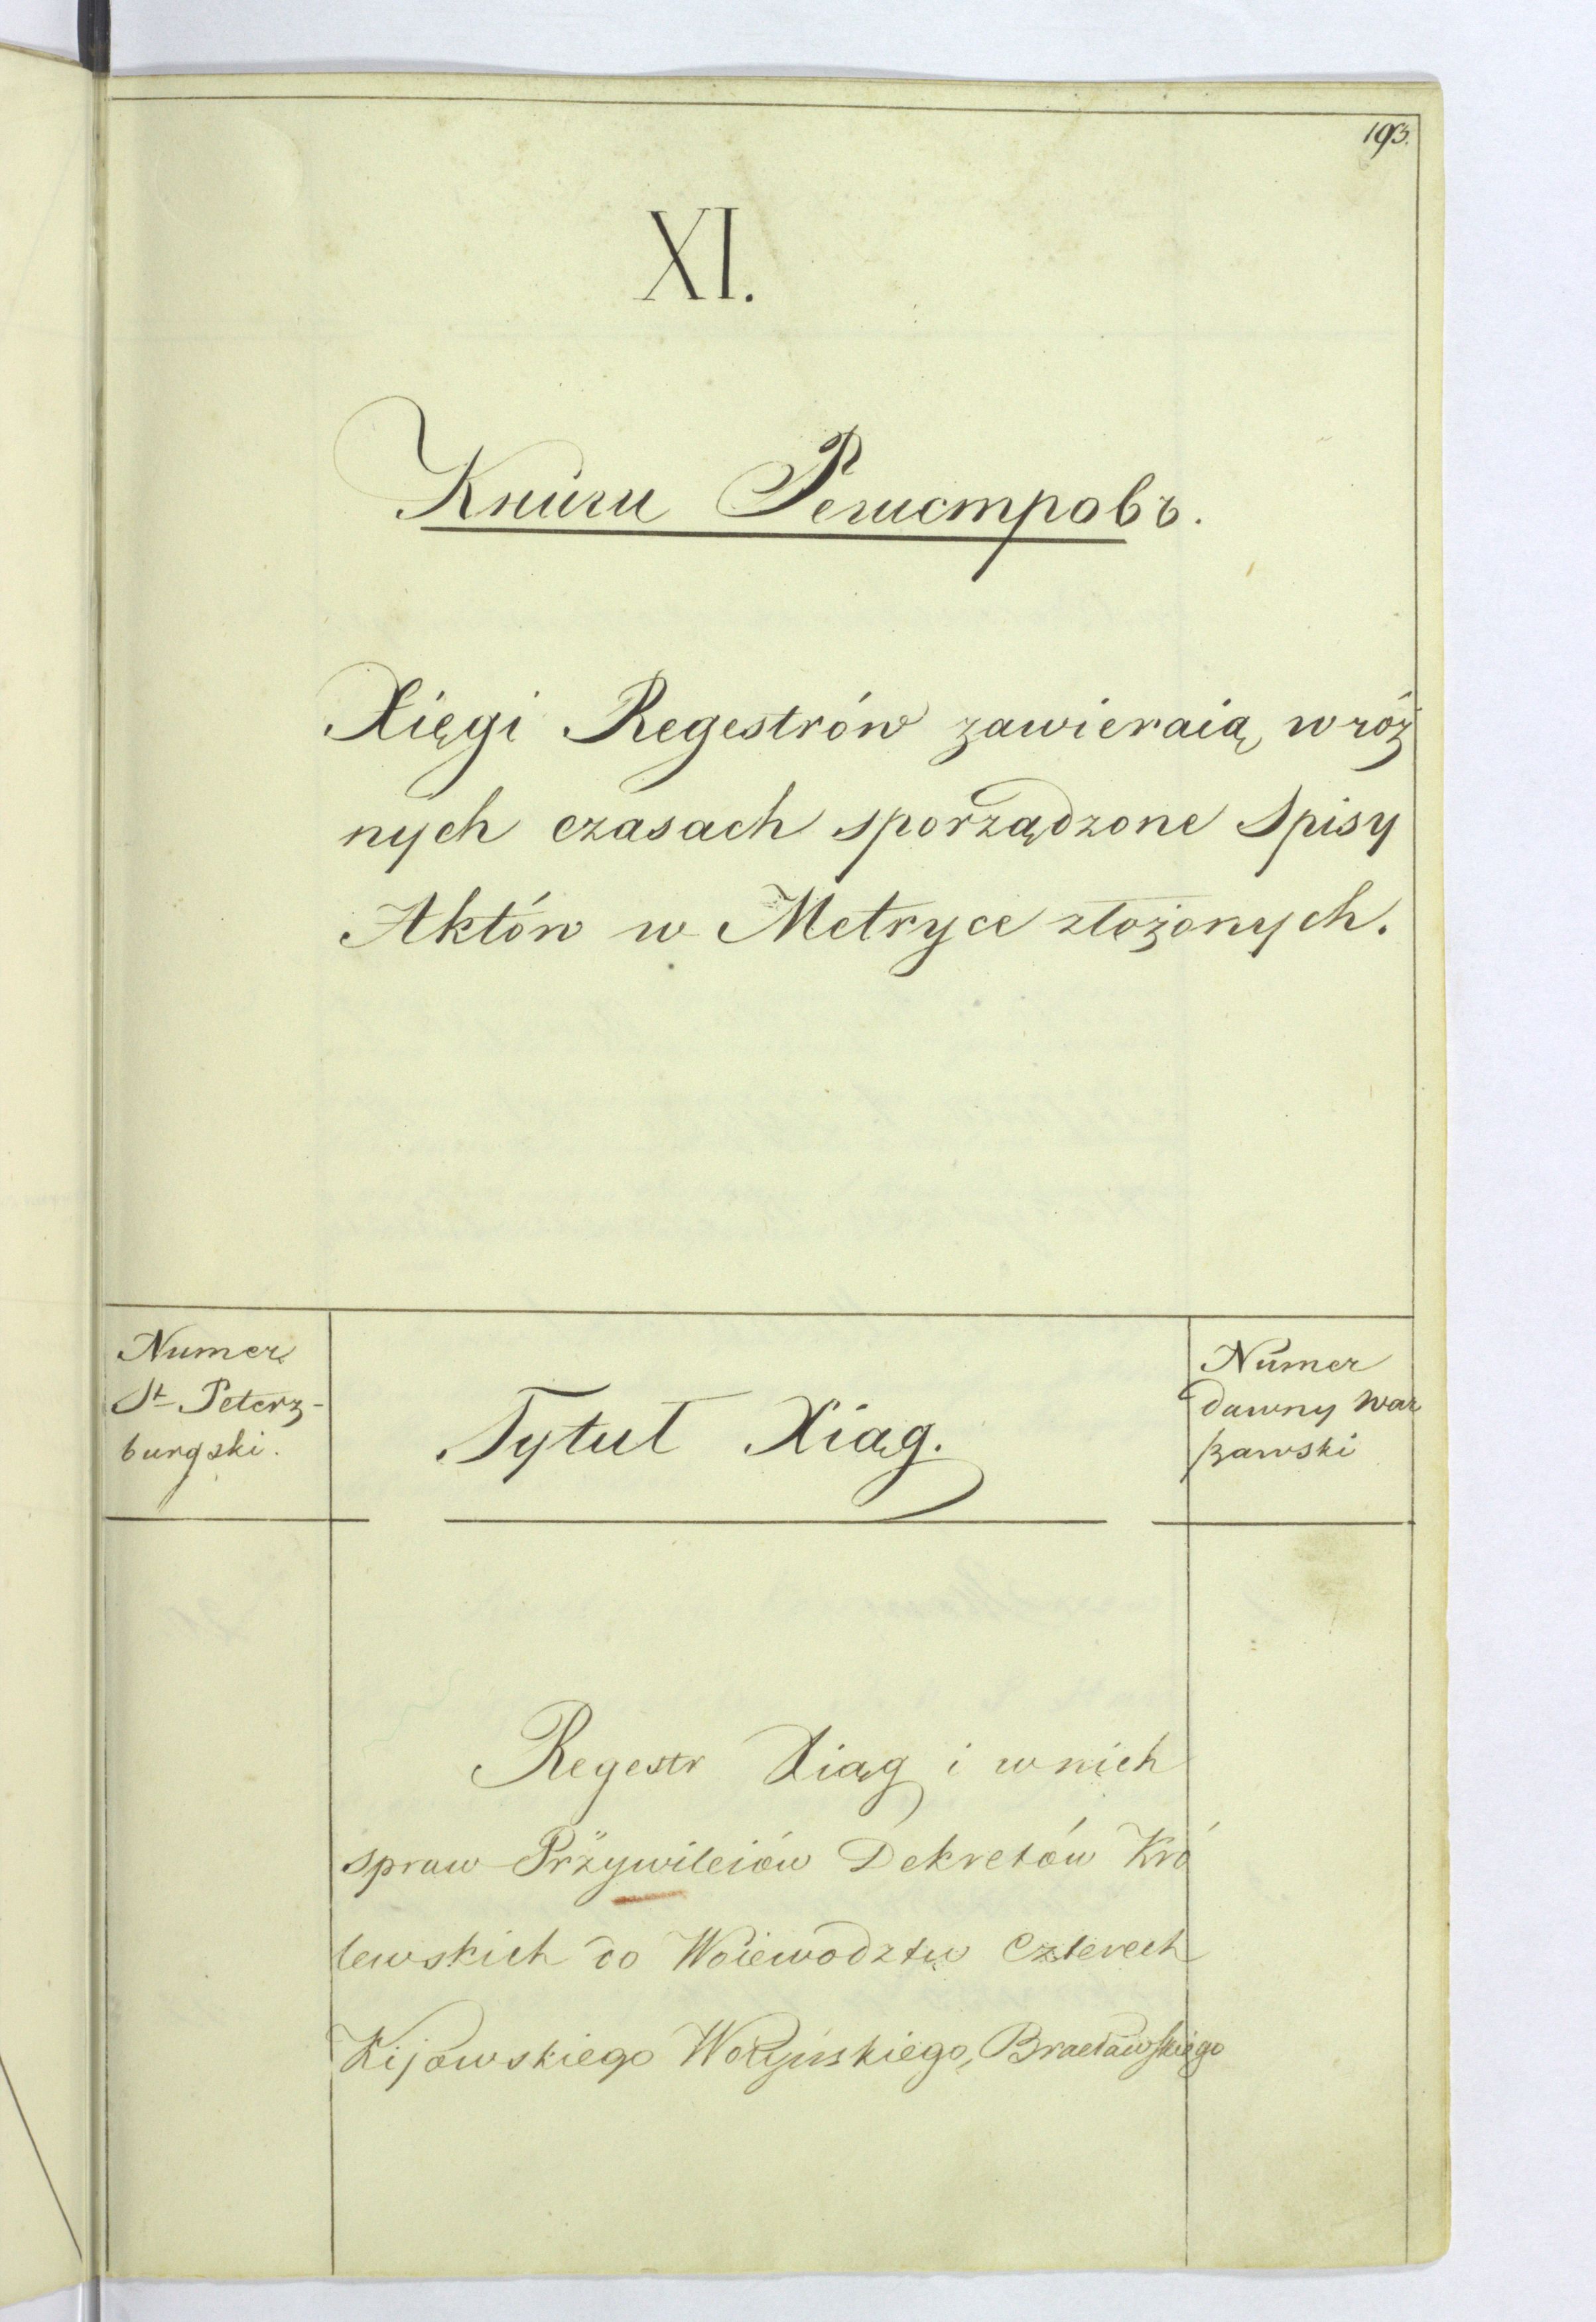 193.
XI.
Книги Регистровъ.
Xięgi Regestrów zawieraią w róż
nych czasach sporządzone Spisy
Aktów w Metryce złożonych.
Numer
St Peterz-
burgski.
Tytuł Xiąg.
Numer
dawny War
szawski
Regestr Xiąg i w nich
spraw Przywileiów Dekretów Kró
lewskich do Woiewodztw Czterech
Kijowskiego Wołyńskiego, Bracławskiego